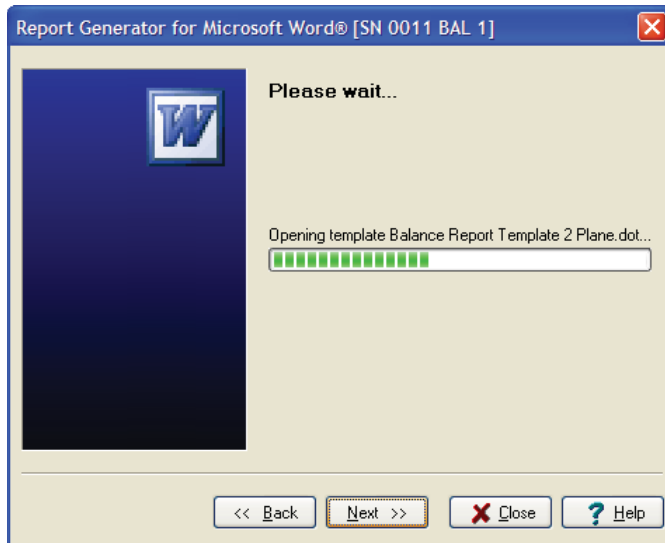 Report Generator for Microsoft Word® [SN 0011 BAL 1]
W
Please wait...
Opening template Balance Report Template 2 Plane.dot...
<< Back
Next >>
Close
? Help